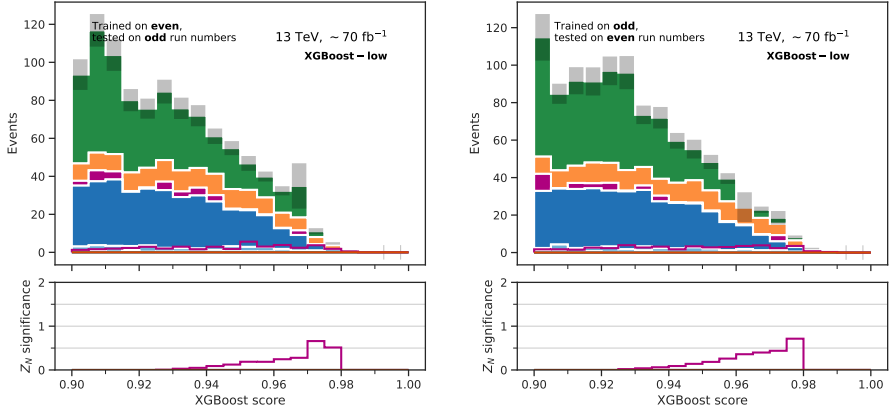 Trained on even,
tested on odd run numbers
13 TeV, ~ 70 fb⁻¹
XGBoost – low
Events
120
100
80
60
40
20
0
Z_N significance
2
1
0
0.90 0.92 0.94 0.96 0.98 1.00
XGBoost score
Trained on odd,
tested on even run numbers
13 TeV, ~ 70 fb⁻¹
XGBoost – low
Events
120
100
80
60
40
20
0
Z_N significance
2
1
0
0.90 0.92 0.94 0.96 0.98 1.00
XGBoost score